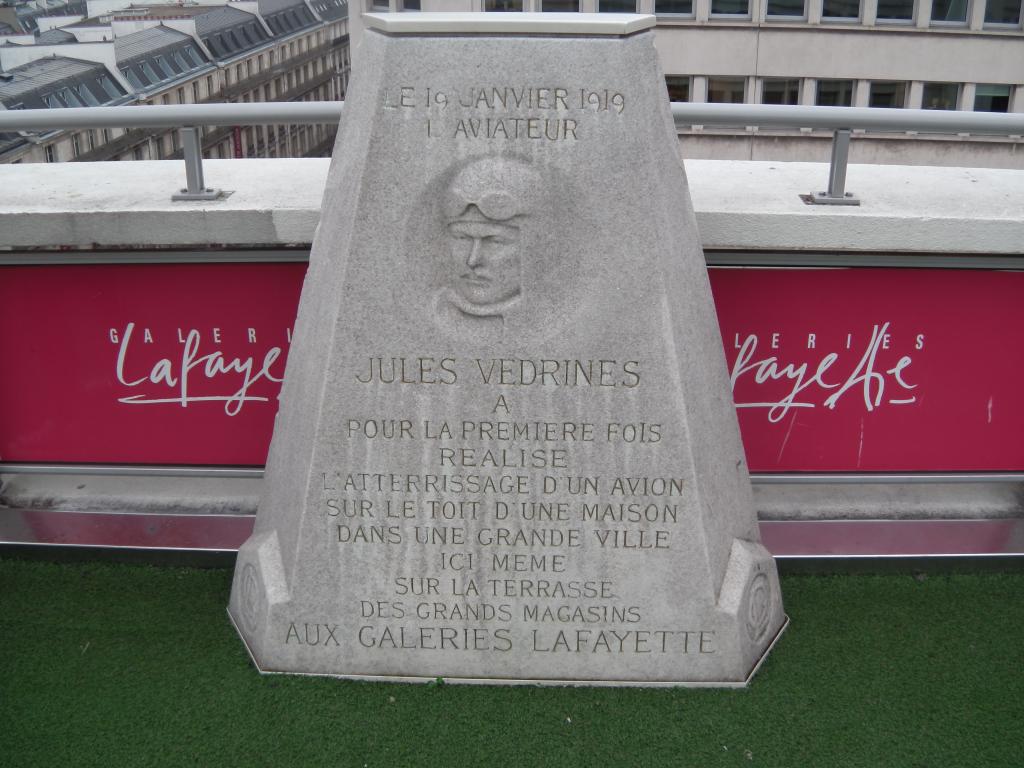 LE 19 JANVIER 1919
L'AVIATEUR
JULES VEDRINES
A
POUR LA PREMIERE FOIS
REALISE
L'ATTERRISSAGE D'UN AVION
SUR LE TOIT D'UNE MAISON
DANS UNE GRANDE VILLE
ICI MEME
SUR LA TERRASSE
DES GRANDS MAGASINS
AUX GALERIES LAFAYETTE
GALERI
Lafaye
LERIES
fayette